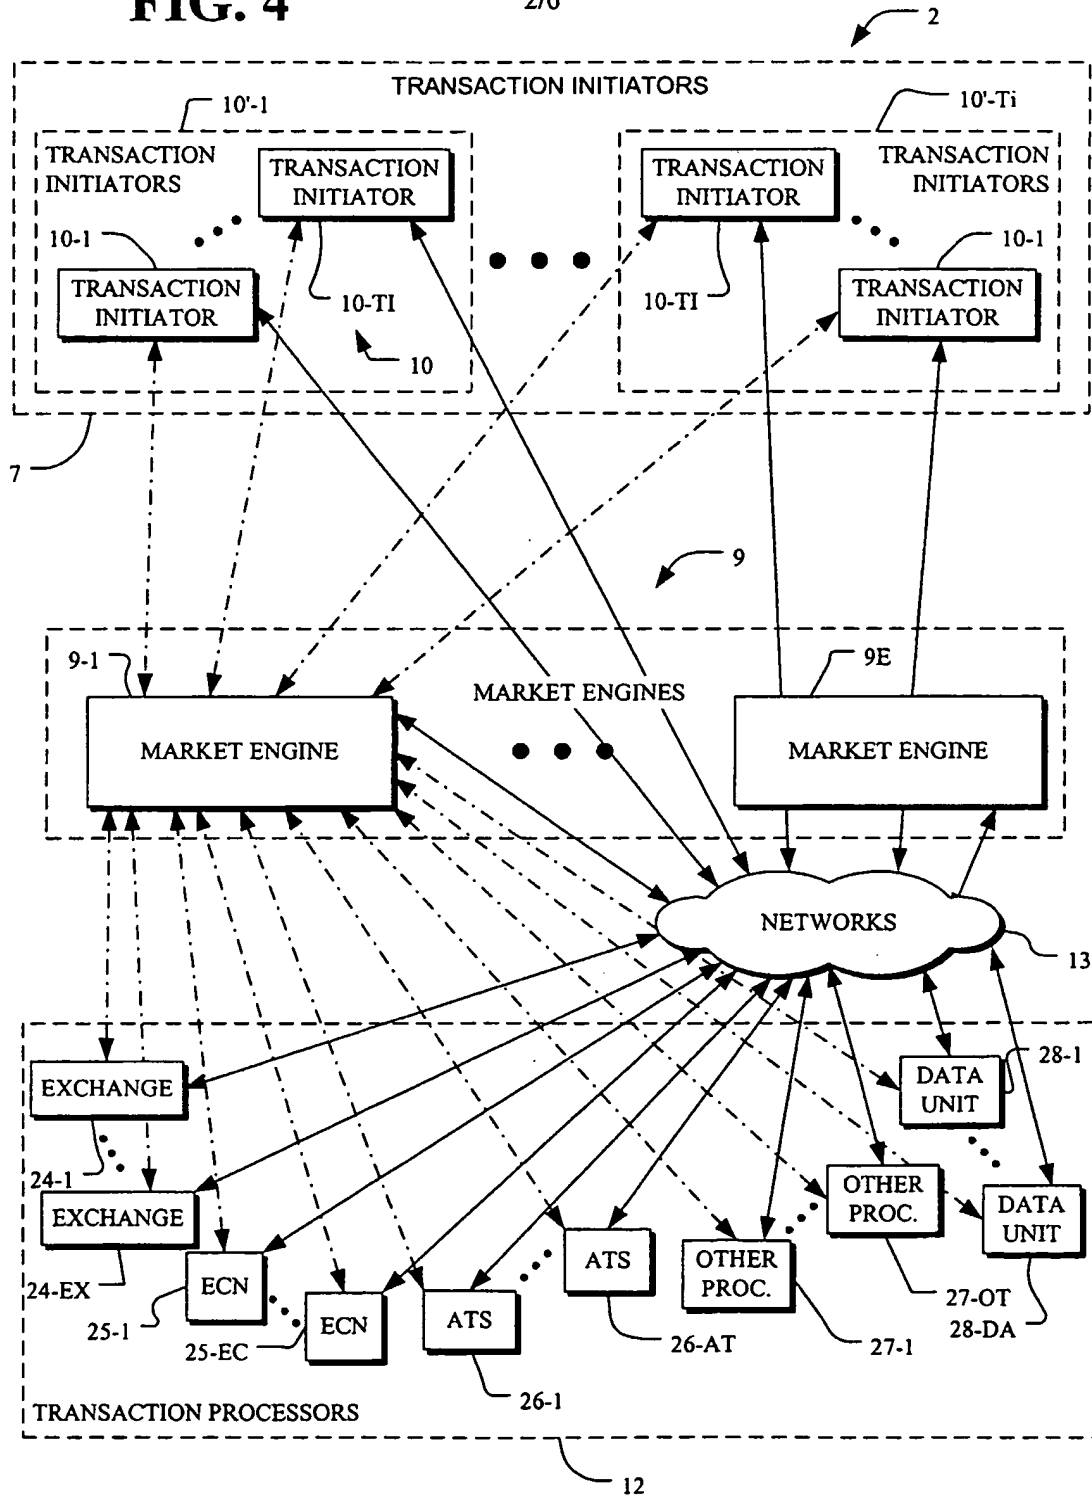 FIG. 4
2/6
2
TRANSACTION INITIATORS
10'-1
10'-Ti
TRANSACTION
INITIATORS
TRANSACTION
INITIATOR
TRANSACTION
INITIATOR
TRANSACTION
INITIATORS
10-1
TRANSACTION
INITIATOR
10-TI
10
10-TI
10-1
TRANSACTION
INITIATOR
7
9
9-1
9E
MARKET ENGINES
MARKET ENGINE
MARKET ENGINE
NETWORKS
13
EXCHANGE
24-1
EXCHANGE
24-EX
ECN
25-1
ECN
25-EC
ATS
26-1
ATS
26-AT
OTHER
PROC.
27-1
OTHER
PROC.
27-OT
DATA
UNIT
28-1
DATA
UNIT
28-DA
TRANSACTION PROCESSORS
12